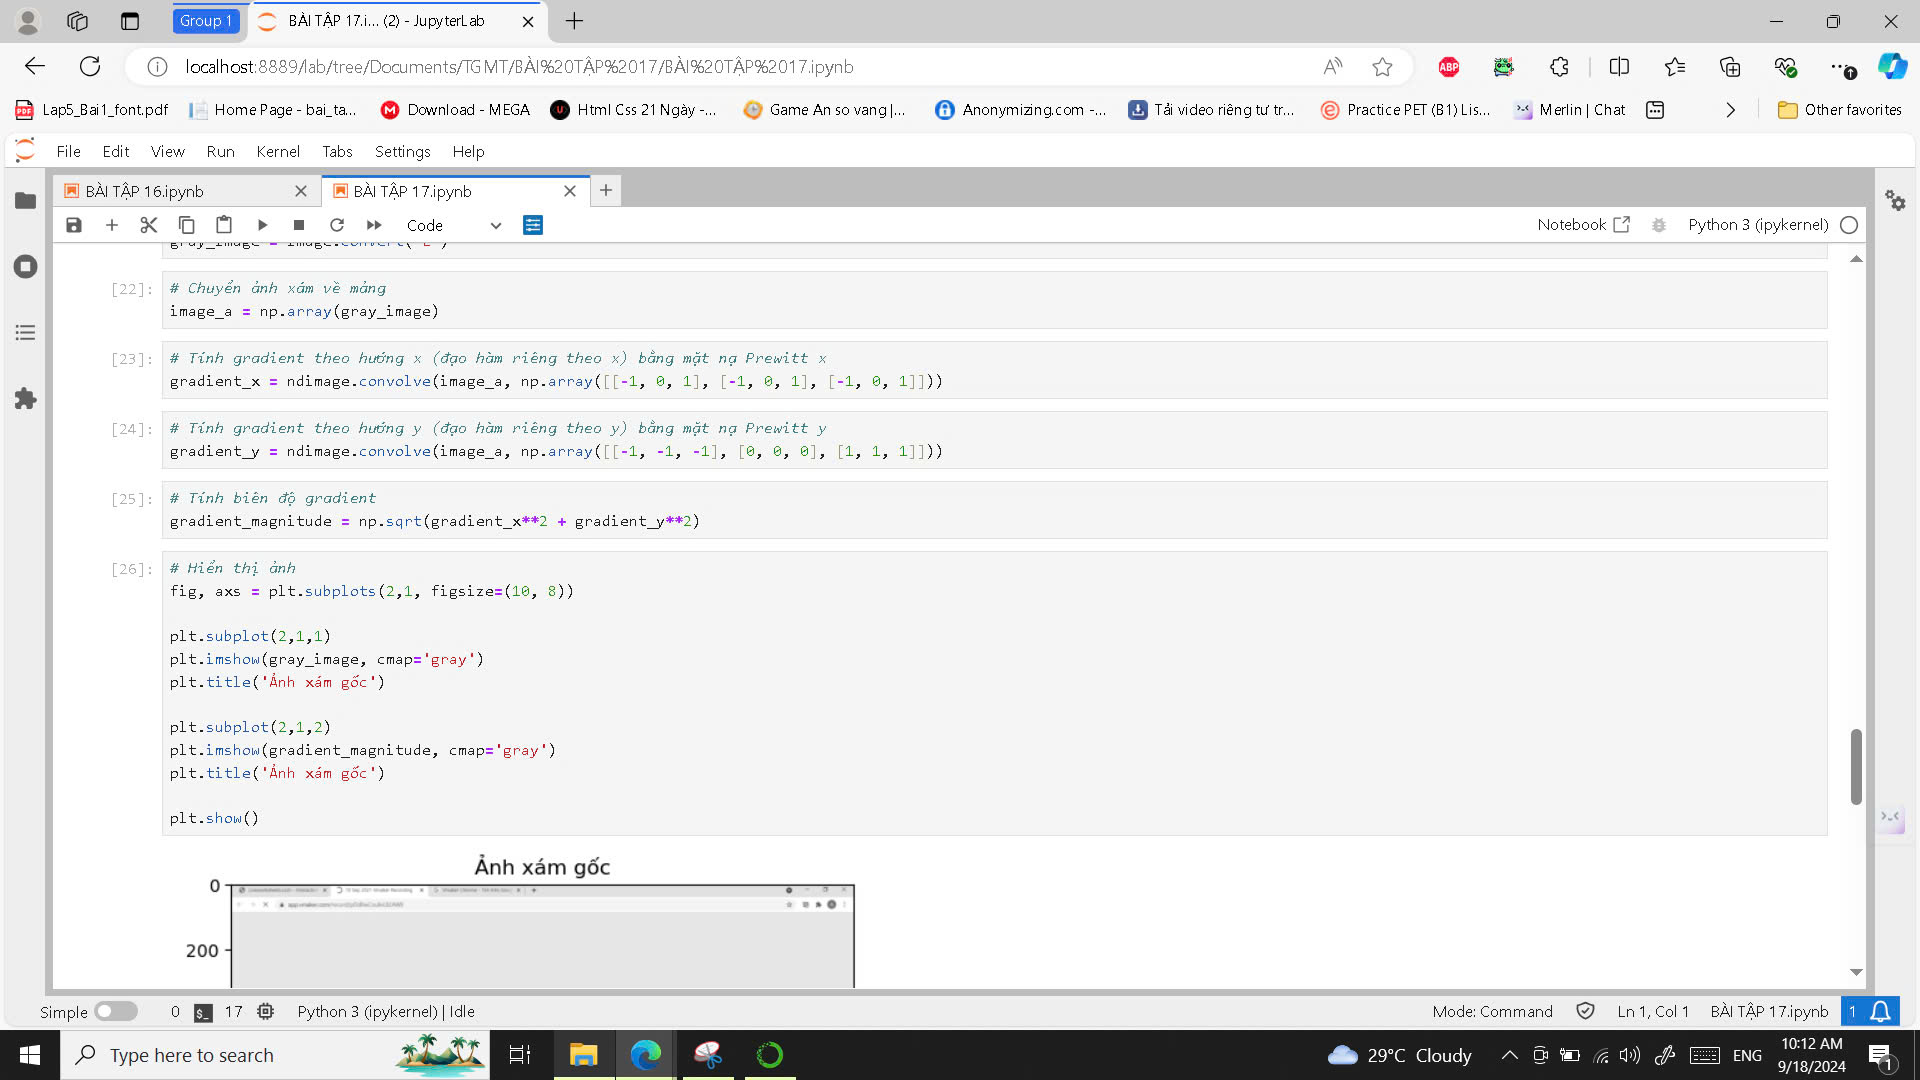 Group 1
BÀI TẬP 17.i... (2) - JupyterLab
localhost:8889/lab/tree/Documents/TGMT/BÀI%20TẬP%2017/BÀI%20TẬP%2017.ipynb
ABP
Lap5_Bai1_font.pdf
Home Page - bai_ta...
Download - MEGA
Html Css 21 Ngày -...
Game An so vang |...
Anonymizing.com -...
Tải video riêng tư tr...
Practice PET (B1) Lis...
Merlin | Chat
Other favorites
File Edit View Run Kernel Tabs Settings Help
BÀI TẬP 16.ipynb
BÀI TẬP 17.ipynb
Code
Notebook
Python 3 (ipykernel)
gray_image = image.convert('L')
[22]:
# Chuyển ảnh xám về mảng
image_a = np.array(gray_image)
[23]:
# Tính gradient theo hướng x (đạo hàm riêng theo x) bằng mặt nạ Prewitt x
gradient_x = ndimage.convolve(image_a, np.array([[-1, 0, 1], [-1, 0, 1], [-1, 0, 1]]))
[24]:
# Tính gradient theo hướng y (đạo hàm riêng theo y) bằng mặt nạ Prewitt y
gradient_y = ndimage.convolve(image_a, np.array([[-1, -1, -1], [0, 0, 0], [1, 1, 1]]))
[25]:
# Tính biên độ gradient
gradient_magnitude = np.sqrt(gradient_x**2 + gradient_y**2)
[26]:
# Hiển thị ảnh
fig, axs = plt.subplots(2,1, figsize=(10, 8))
plt.subplot(2,1,1)
plt.imshow(gray_image, cmap='gray')
plt.title('Ảnh xám gốc')
plt.subplot(2,1,2)
plt.imshow(gradient_magnitude, cmap='gray')
plt.title('Ảnh xám gốc')
plt.show()
Ảnh xám gốc
0
200
Simple
0
17
Python 3 (ipykernel) | Idle
Mode: Command
Ln 1, Col 1
BÀI TẬP 17.ipynb
1
Type here to search
29°C Cloudy
ENG
10:12 AM
9/18/2024
1